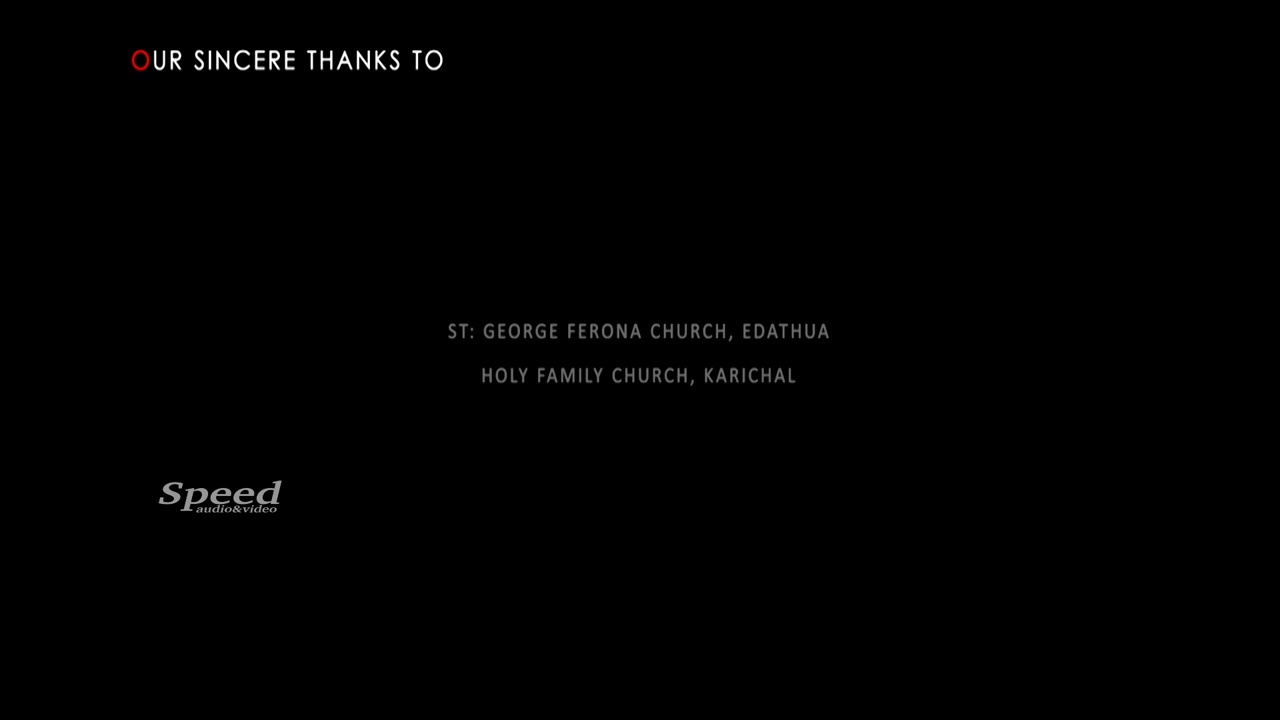 OUR SINCERE THANKS TO
ST: GEORGE FERONA CHURCH, EDATHUA
HOLY FAMILY CHURCH, KARICHAL
Speed
audio&video